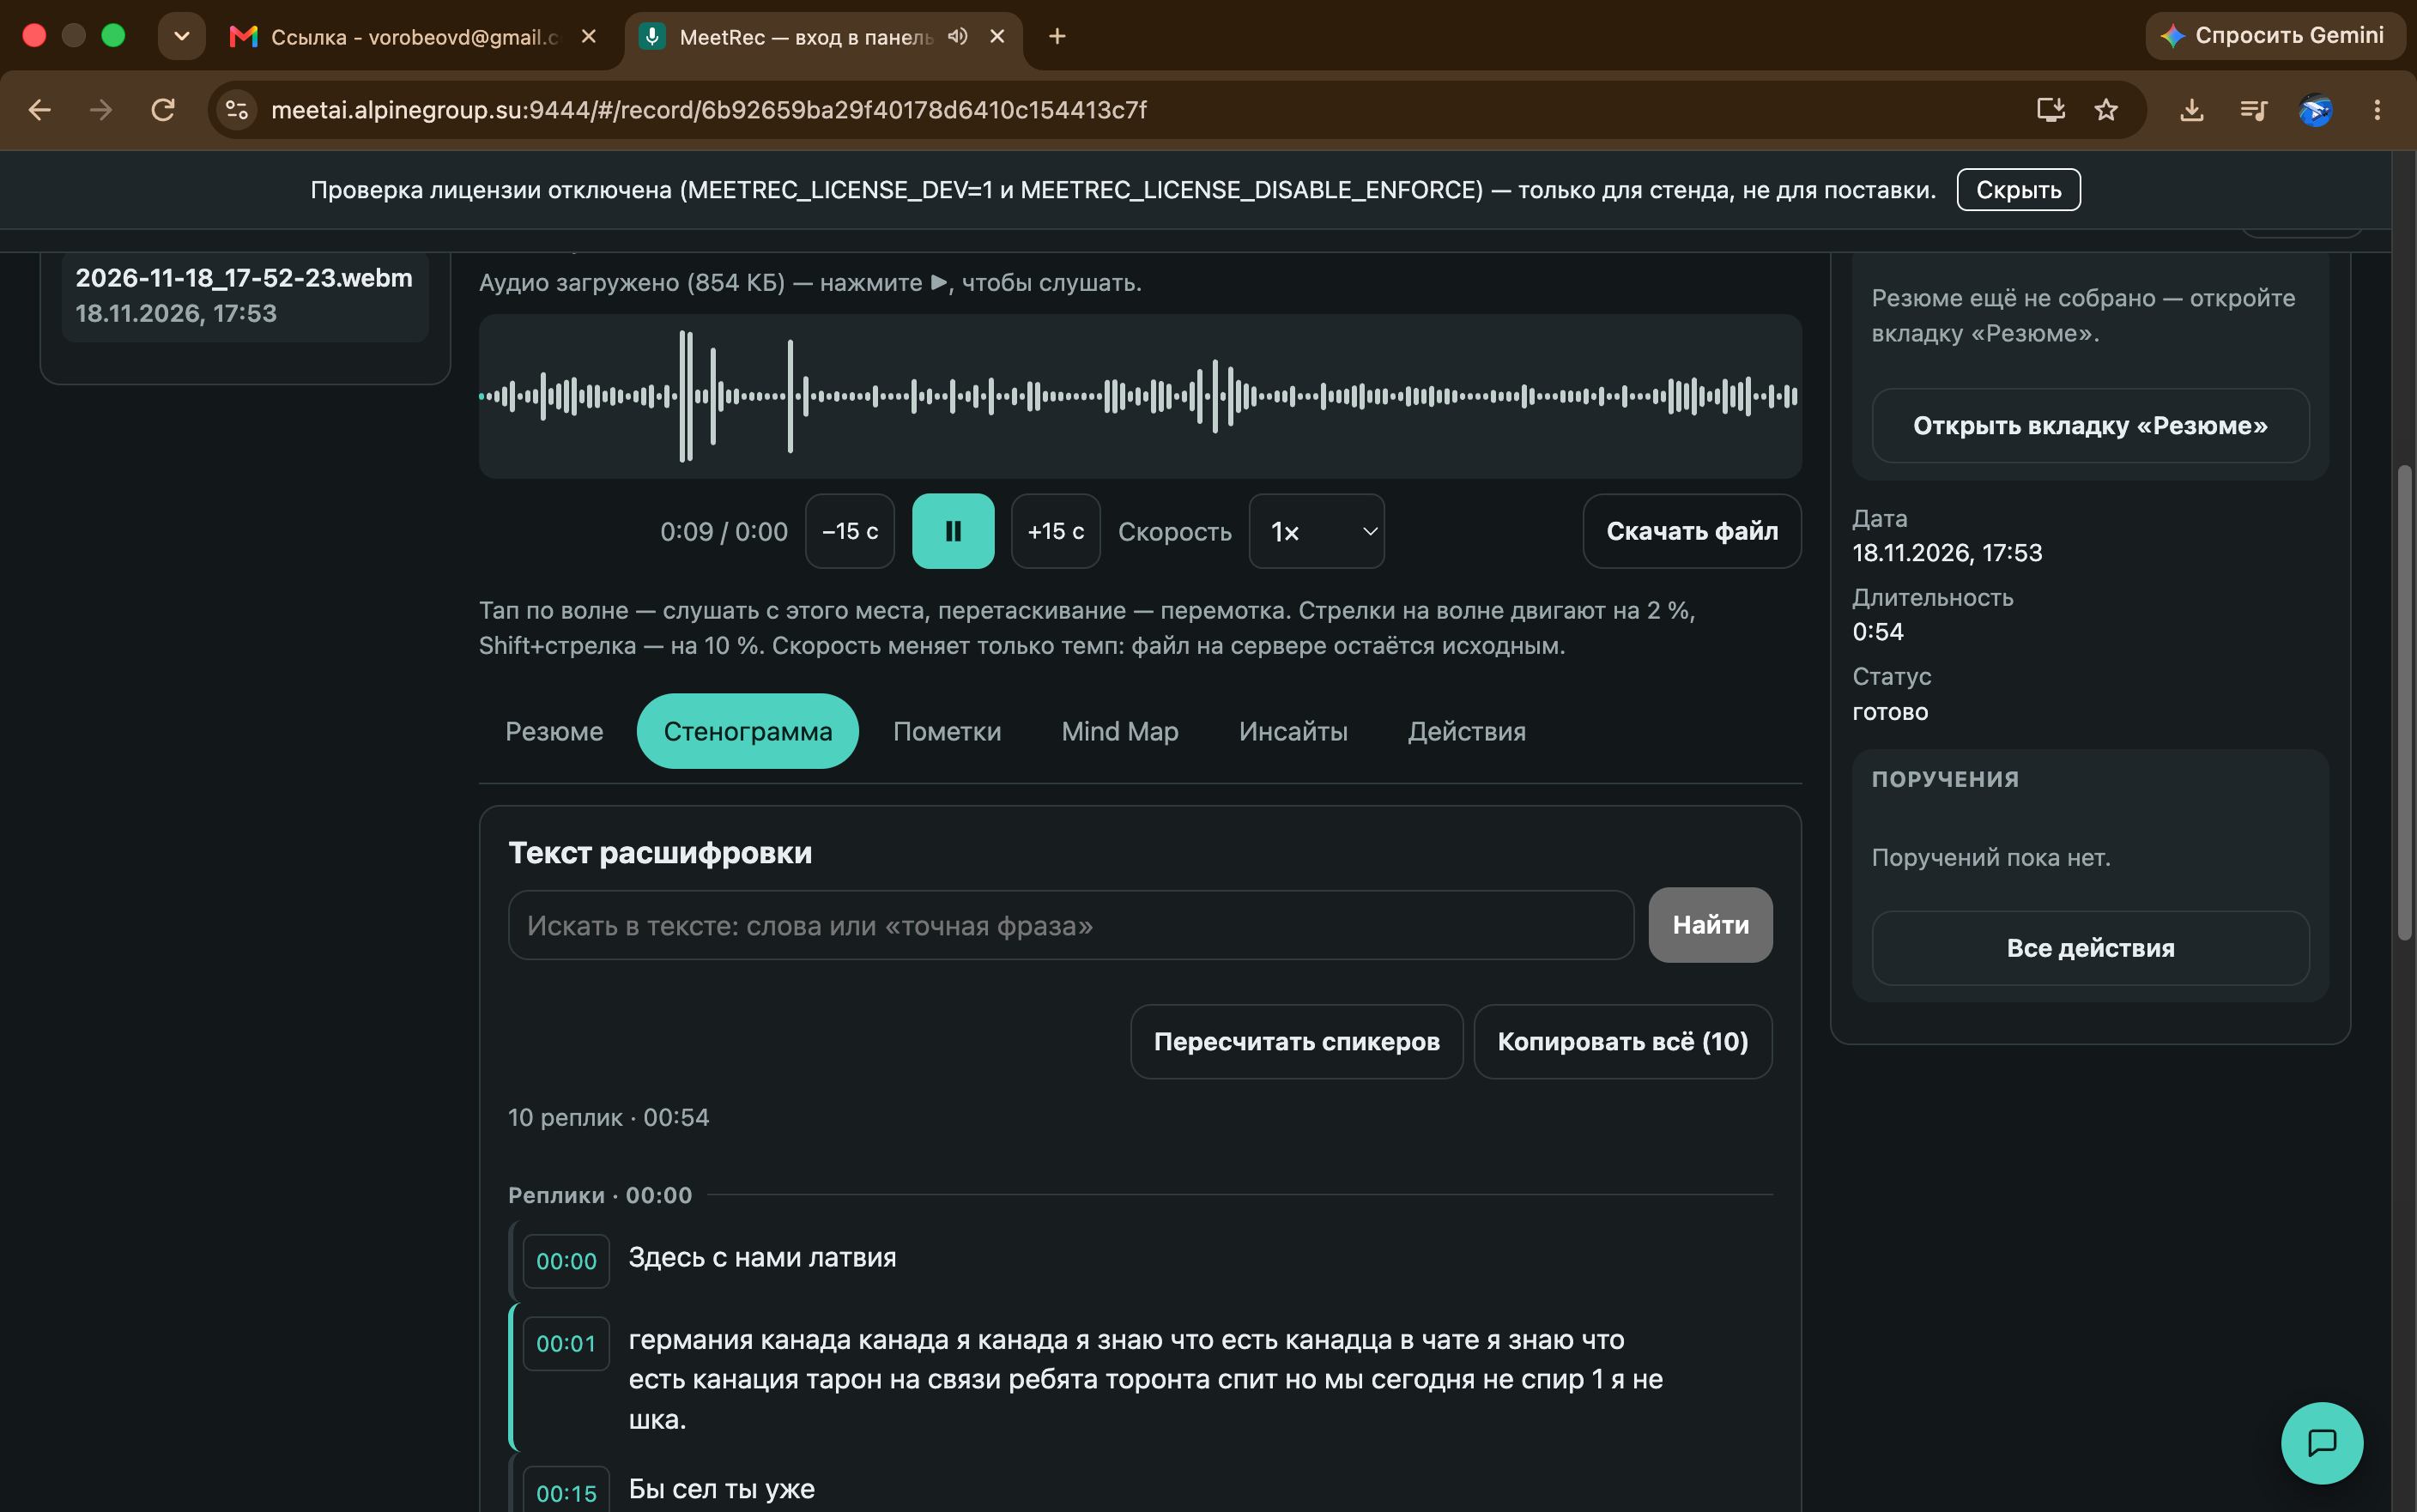 Ссылка - vorobeovd@gmail.c
MeetRec — вход в панель
Спросить Gemini
meetai.alpinegroup.su:9444/#/record/6b92659ba29f40178d6410c154413c7f
Проверка лицензии отключена (MEETREC_LICENSE_DEV=1 и MEETREC_LICENSE_DISABLE_ENFORCE) — только для стенда, не для поставки.
Скрыть
2026-11-18_17-52-23.webm
18.11.2026, 17:53
Аудио загружено (854 КБ) — нажмите ▶, чтобы слушать.
0:09 / 0:00
−15 с
+15 с
Скорость
1×
Скачать файл
Тап по волне — слушать с этого места, перетаскивание — перемотка. Стрелки на волне двигают на 2 %,
Shift+стрелка — на 10 %. Скорость меняет только темп: файл на сервере остаётся исходным.
Резюме
Стенограмма
Пометки
Mind Map
Инсайты
Действия
Текст расшифровки
Искать в тексте: слова или «точная фраза»
Найти
Пересчитать спикеров
Копировать всё (10)
10 реплик · 00:54
Реплики · 00:00
00:00
Здесь с нами латвия
00:01
германия канада канада я канада я знаю что есть канадца в чате я знаю что
есть канация тарон на связи ребята торонта спит но мы сегодня не спир 1 я не
шка.
00:15
Бы сел ты уже
Резюме ещё не собрано — откройте
вкладку «Резюме».
Открыть вкладку «Резюме»
Дата
18.11.2026, 17:53
Длительность
0:54
Статус
готово
ПОРУЧЕНИЯ
Поручений пока нет.
Все действия